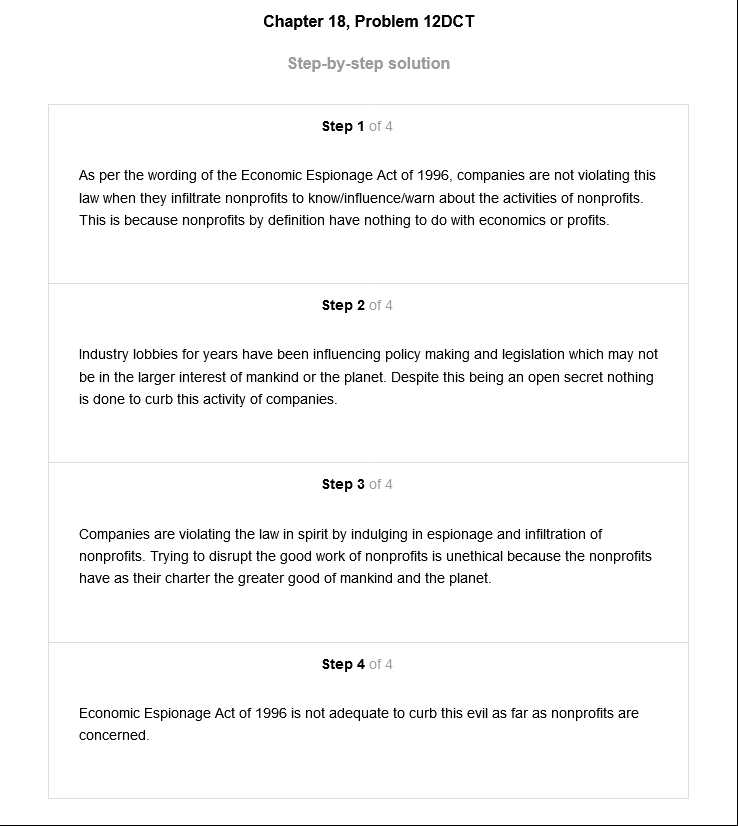 Chapter 18, Problem 12DCT
Step-by-step solution
Step 1 of 4
As per the wording of the Economic Espionage Act of 1996, companies are not violating this
law when they infiltrate nonprofits to know/influence/warn about the activities of nonprofits.
This is because nonprofits by definition have nothing to do with economics or profits.
Step 2 of 4
Industry lobbies for years have been influencing policy making and legislation which may not
be in the larger interest of mankind or the planet. Despite this being an open secret nothing
is done to curb this activity of companies.
Step 3 of 4
Companies are violating the law in spirit by indulging in espionage and infiltration of
nonprofits. Trying to disrupt the good work of nonprofits is unethical because the nonprofits
have as their charter the greater good of mankind and the planet.
Step 4 of 4
Economic Espionage Act of 1996 is not adequate to curb this evil as far as nonprofits are
concerned.